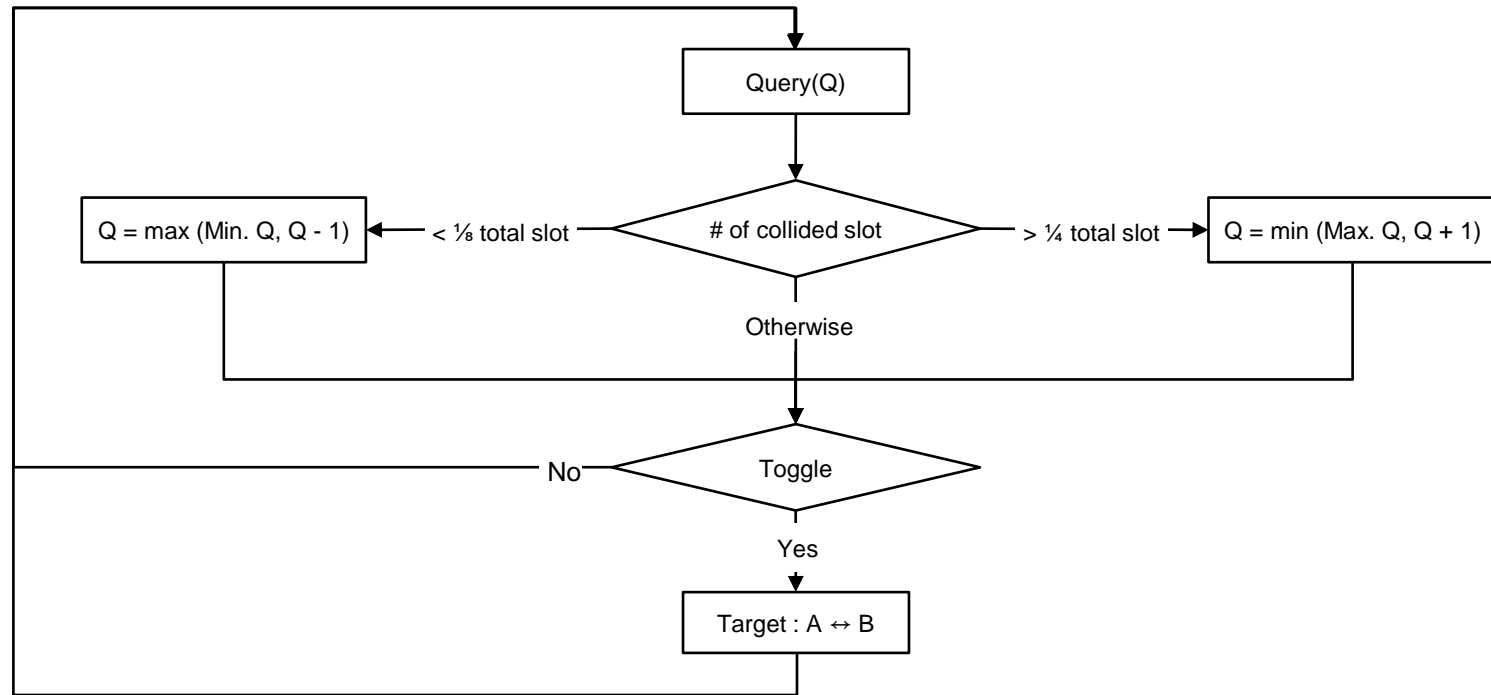 Query(Q)
Q = max (Min. Q, Q - 1)
< ⅛ total slot
# of collided slot
> ¼ total slot
Q = min (Max. Q, Q + 1)
Otherwise
No
Toggle
Yes
Target : A ↔ B